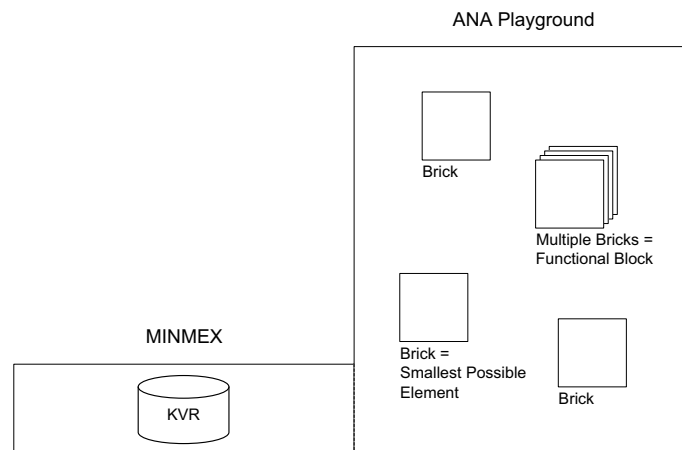 ANA Playground
Brick
Multiple Bricks =
Functional Block
Brick =
Smallest Possible
Element
Brick
MINMEX
KVR